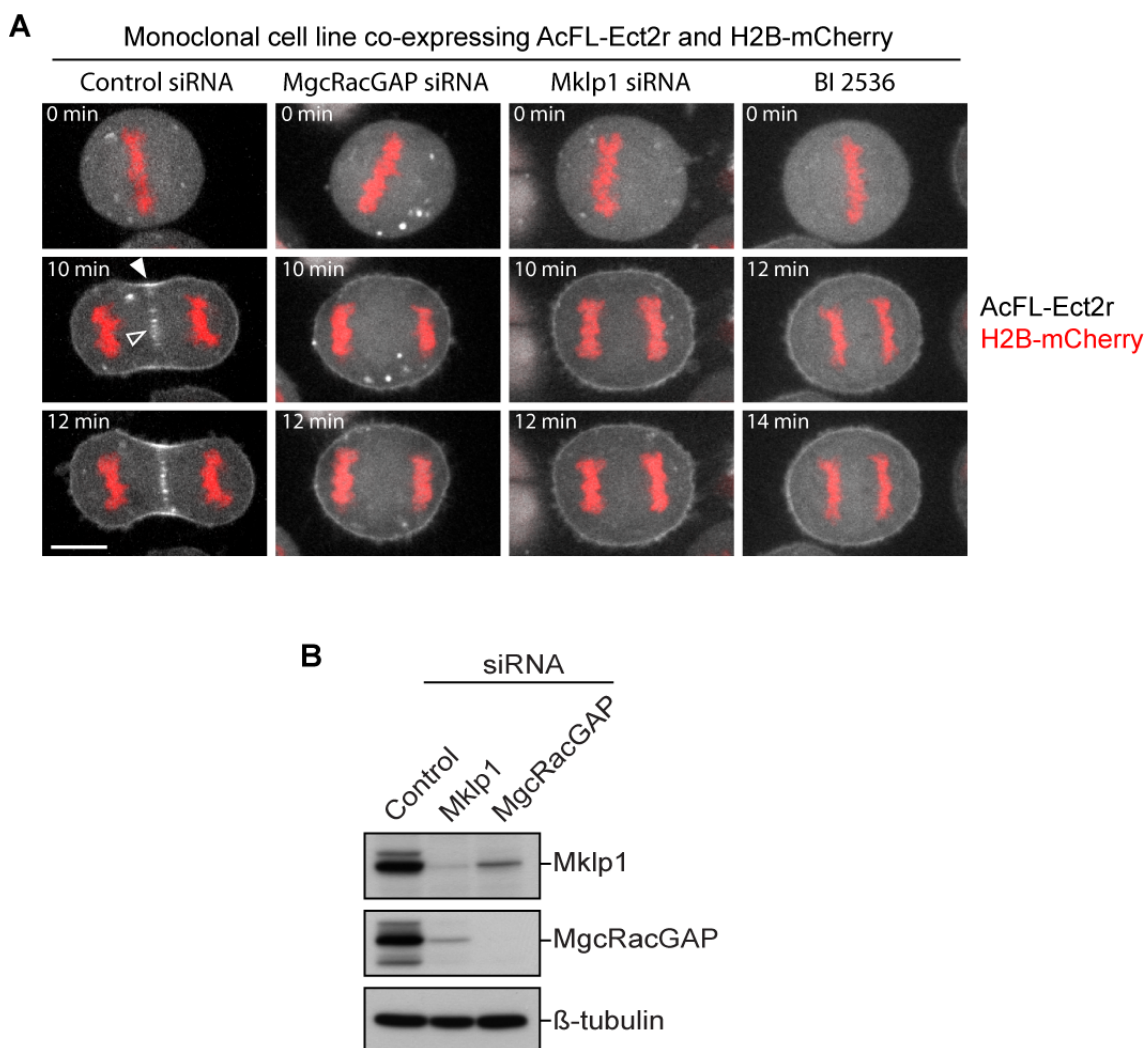 A
Monoclonal cell line co-expressing AcFL-Ect2r and H2B-mCherry
Control siRNA MgcRacGAP siRNA Mklp1 siRNA BI 2536
0 min 0 min 0 min 0 min
10 min 10 min 10 min 12 min
AcFL-Ect2r
H2B-mCherry
12 min 12 min 12 min 14 min
B
siRNA
Control Mklp1 MgcRacGAP
Mklp1
MgcRacGAP
ß-tubulin